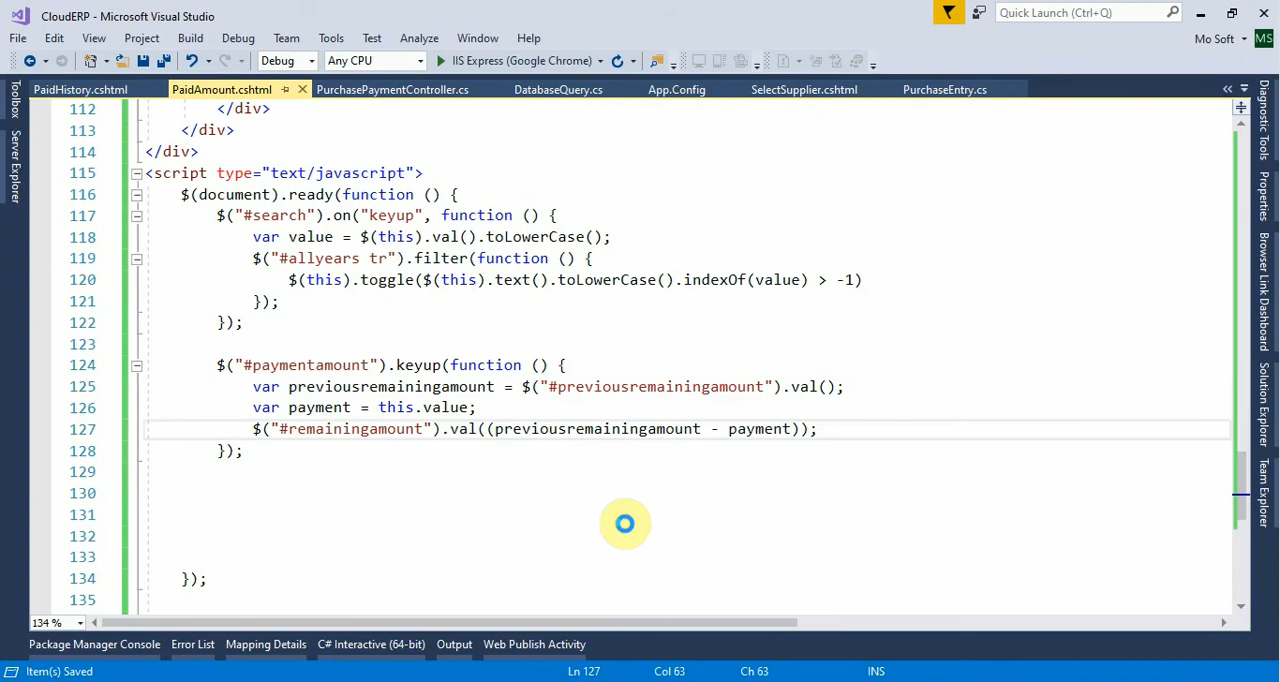 CloudERP - Microsoft Visual Studio
Quick Launch (Ctrl+Q)
File Edit View Project Build Debug Team Tools Test Analyze Window Help
Mo Soft MS
Debug Any CPU IIS Express (Google Chrome)
PaidHistory.cshtml PaidAmount.cshtml PurchasePaymentController.cs DatabaseQuery.cs App.Config SelectSupplier.cshtml PurchaseEntry.cs
Toolbox
Server Explorer
112 </div>
113 </div>
114 </div>
115 <script type="text/javascript">
116 $(document).ready(function () {
117 $("#search").on("keyup", function () {
118 var value = $(this).val().toLowerCase();
119 $("#allyears tr").filter(function () {
120 $(this).toggle($(this).text().toLowerCase().indexOf(value) > -1)
121 });
122 });
123
124 $("#paymentamount").keyup(function () {
125 var previousremainingamount = $("#previousremainingamount").val();
126 var payment = this.value;
127 $("#remainingamount").val((previousremainingamount - payment));
128 });
129
130
131
132
133
134 });
135
Diagnostic Tools
Properties
Browser Link Dashboard
Solution Explorer
Team Explorer
134 %
Package Manager Console Error List Mapping Details C# Interactive (64-bit) Output Web Publish Activity
Item(s) Saved Ln 127 Col 63 Ch 63 INS